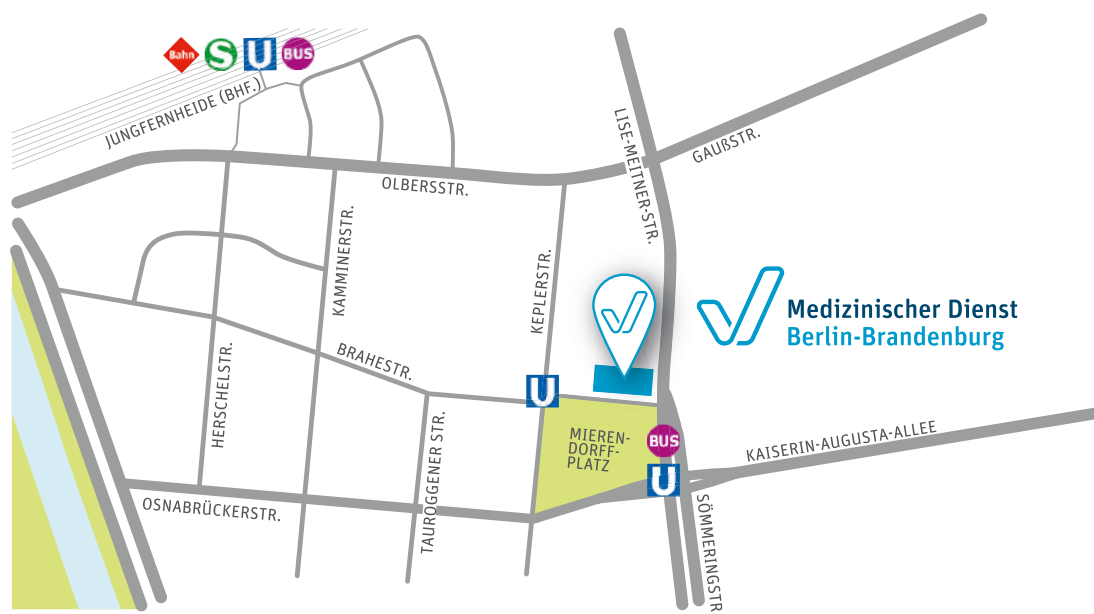 Bahn
S
U
BUS
JUNGFERNHEIDE (BHF.)
LISE-MEITNER-STR.
GAUßSTR.
OLBERSSTR.
KAMMINERSTR.
KEPLERSTR.
Medizinischer Dienst
Berlin-Brandenburg
HERSCHELSTR.
BRAHESTR.
U
MIEREN-
DORFF-
PLATZ
BUS
U
KAISERIN-AUGUSTA-ALLEE
TAUROGGENER STR.
OSNABRÜCKERSTR.
SÖMMERINGSTR